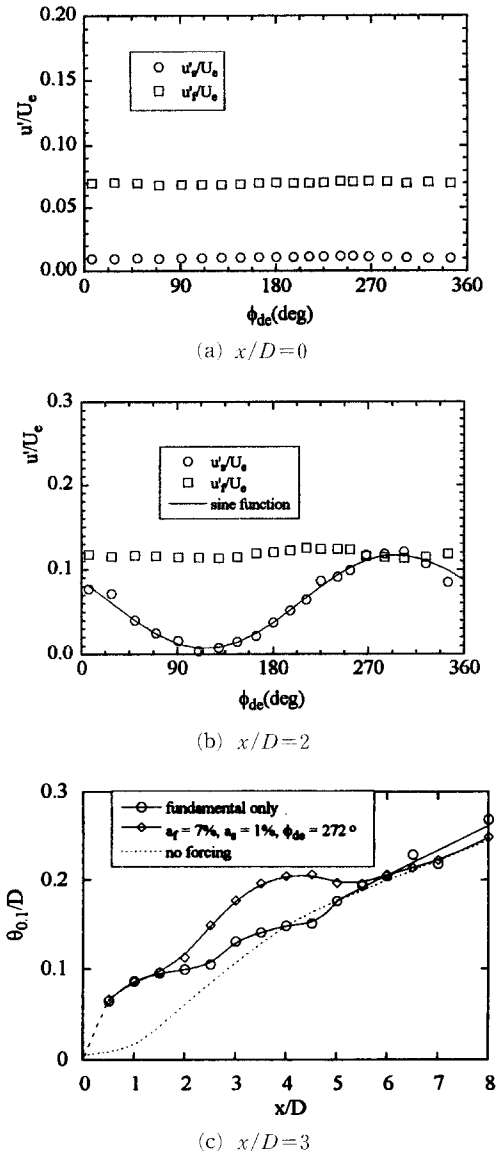 0.20
0.15
0.10
0.05
0.00
u'/Uₑ
u'ₛ/Uₑ
u'f/Uₑ
0 90 180 270 360
ϕde(deg)
(a) x/D=0
0.3
0.2
0.1
0.0
u'/Uₑ
u'ₛ/Uₑ
u'f/Uₑ
sine function
0 90 180 270 360
ϕde(deg)
(b) x/D=2
0.3
0.2
0.1
0
θ0.1/D
fundamental only
af = 7%, as = 1%, ϕde = 272 °
no forcing
0 1 2 3 4 5 6 7 8
x/D
(c) x/D=3